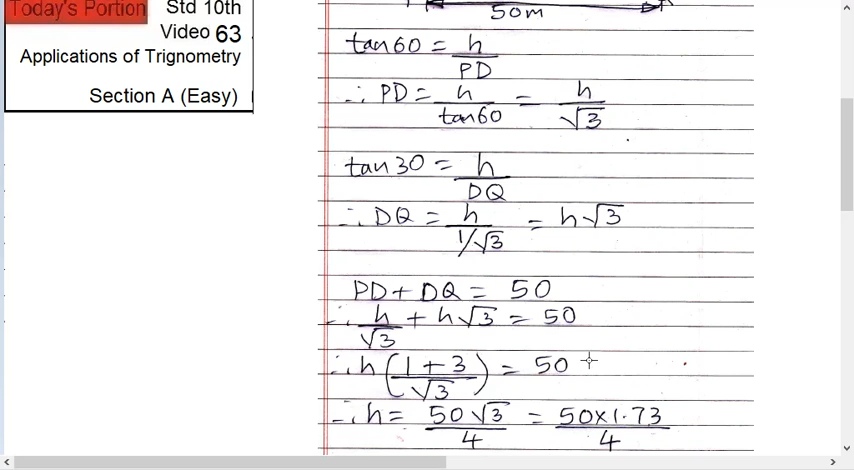 Today's Portion
Std 10th
Video 63
Applications of Trignometry
Section A (Easy)
50m
tan60 = h/PD
∴ PD = h/tan60 = h/√3
tan30 = h/DQ
∴ DQ = h/(1/√3) = h√3
PD + DQ = 50
∴ h/√3 + h√3 = 50
∴ h((1 + 3)/√3) = 50
∴ h = 50√3/4 = 50×1.73/4